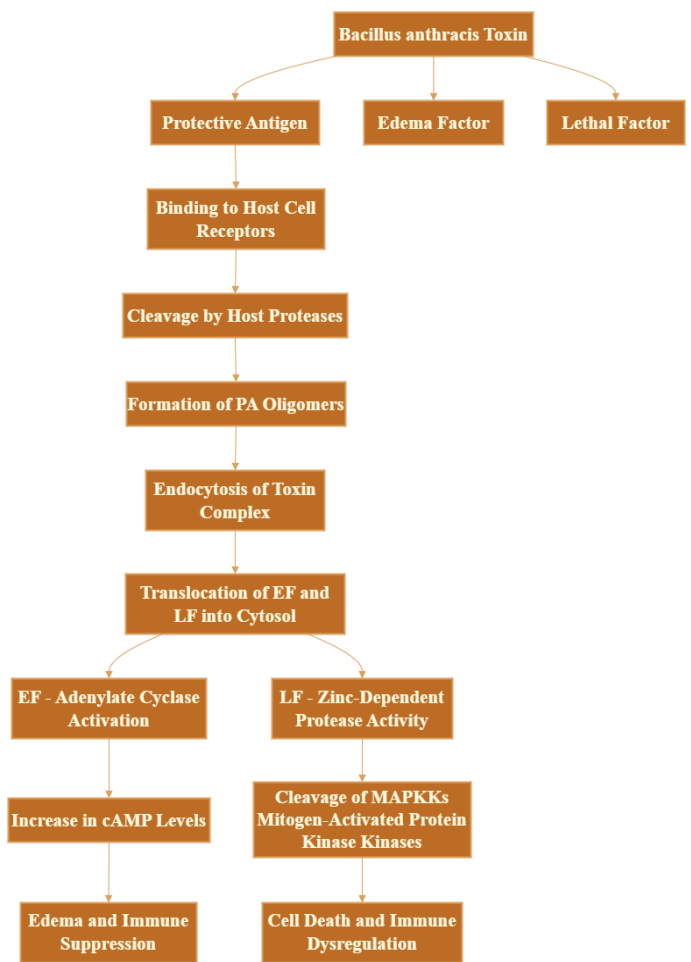 Bacillus anthracis Toxin
Protective Antigen
Edema Factor
Lethal Factor
Binding to Host Cell
Receptors
Cleavage by Host Proteases
Formation of PA Oligomers
Endocytosis of Toxin
Complex
Translocation of EF and
LF into Cytosol
EF - Adenylate Cyclase
Activation
LF - Zinc-Dependent
Protease Activity
Increase in cAMP Levels
Cleavage of MAPKKs
Mitogen-Activated Protein
Kinase Kinases
Edema and Immune
Suppression
Cell Death and Immune
Dysregulation